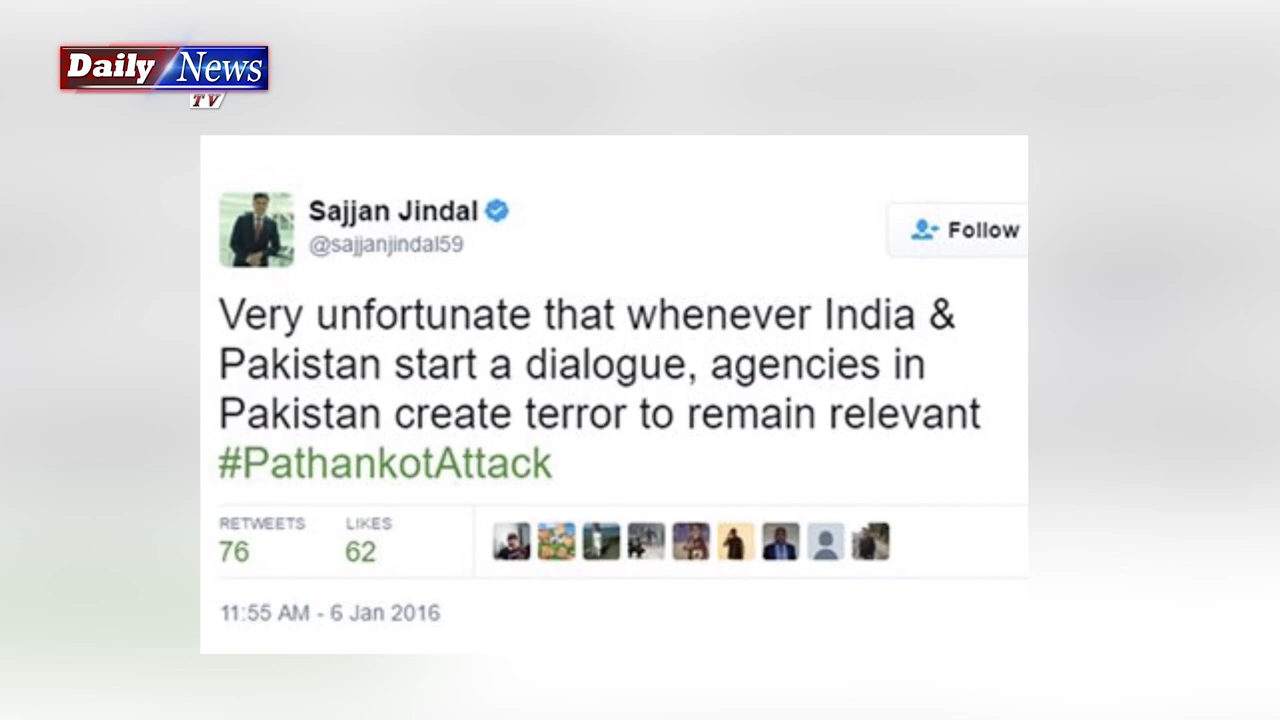 Daily News
TV
Sajjan Jindal
@sajjanjindal59
Follow
Very unfortunate that whenever India &
Pakistan start a dialogue, agencies in
Pakistan create terror to remain relevant
#PathankotAttack
RETWEETS LIKES
76 62
11:55 AM - 6 Jan 2016